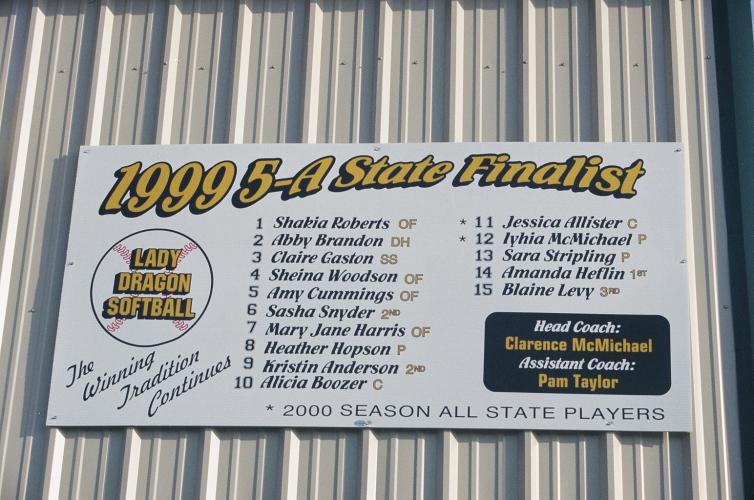 1999 5-A State Finalist
LADY
DRAGON
SOFTBALL
The
Winning
Tradition
Continues
1 Shakia Roberts OF
2 Abby Brandon DH
3 Claire Gaston SS
4 Sheina Woodson OF
5 Amy Cummings OF
6 Sasha Snyder 2ND
7 Mary Jane Harris OF
8 Heather Hopson P
9 Kristin Anderson 2ND
10 Alicia Boozer C
* 11 Jessica Allister C
* 12 Iyhia McMichael P
13 Sara Stripling P
14 Amanda Heflin 1ST
15 Blaine Levy 3RD
Head Coach:
Clarence McMichael
Assistant Coach:
Pam Taylor
* 2000 SEASON ALL STATE PLAYERS